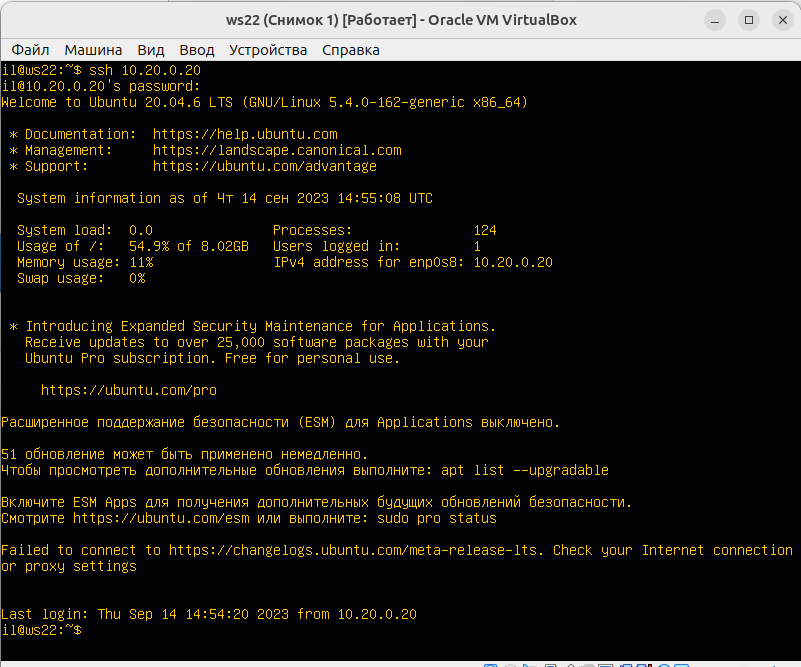 ws22 (Снимок 1) [Работает] - Oracle VM VirtualBox
Файл Машина Вид Ввод Устройства Справка
il@ws22:~$ ssh 10.20.0.20
il@10.20.0.20's password:
Welcome to Ubuntu 20.04.6 LTS (GNU/Linux 5.4.0-162-generic x86_64)
* Documentation: https://help.ubuntu.com
* Management: https://landscape.canonical.com
* Support: https://ubuntu.com/advantage
System information as of Чт 14 сен 2023 14:55:08 UTC
System load: 0.0 Processes: 124
Usage of /: 54.9% of 8.02GB Users logged in: 1
Memory usage: 11% IPv4 address for enp0s8: 10.20.0.20
Swap usage: 0%
* Introducing Expanded Security Maintenance for Applications.
Receive updates to over 25,000 software packages with your
Ubuntu Pro subscription. Free for personal use.
https://ubuntu.com/pro
Расширенное поддержание безопасности (ESM) для Applications выключено.
51 обновление может быть применено немедленно.
Чтобы просмотреть дополнительные обновления выполните: apt list --upgradable
Включите ESM Apps для получения дополнительных будущих обновлений безопасности.
Смотрите https://ubuntu.com/esm или выполните: sudo pro status
Failed to connect to https://changelogs.ubuntu.com/meta-release-lts. Check your Internet connection
or proxy settings
Last login: Thu Sep 14 14:54:20 2023 from 10.20.0.20
il@ws22:~$